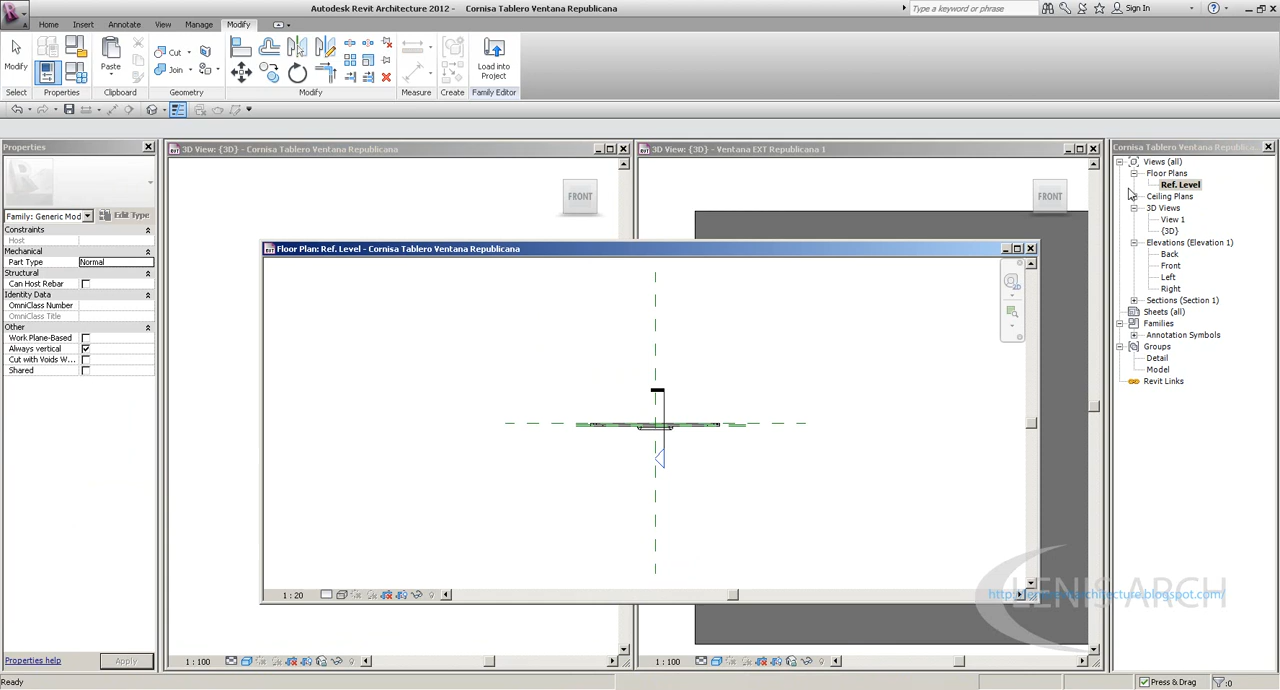 Autodesk Revit Architecture 2012 - Cornisa Tablero Ventana Republicana
Type a keyword or phrase
Sign In
Home Insert Annotate View Manage Modify
Modify
Paste
Cut
Join
Load into
Project
Select Properties Clipboard Geometry Modify Measure Create Family Editor
Properties
Family: Generic Mod
Edit Type
Constraints
Host
Mechanical
Part Type Normal
Structural
Can Host Rebar
Identity Data
OmniClass Number
OmniClass Title
Other
Work Plane-Based
Always vertical
Cut with Voids W...
Shared
Properties help
Apply
3D View: {3D} - Cornisa Tablero Ventana Republicana
FRONT
1 : 100
3D View: {3D} - Ventana EXT Republicana 1
FRONT
1 : 100
Floor Plan: Ref. Level - Cornisa Tablero Ventana Republicana
1 : 20
Cornisa Tablero Ventana Republica...
Views (all)
Floor Plans
Ref. Level
Ceiling Plans
3D Views
View 1
{3D}
Elevations (Elevation 1)
Back
Front
Left
Right
Sections (Section 1)
Sheets (all)
Families
Annotation Symbols
Groups
Detail
Model
Revit Links
LENIS ARCH
Ready
Press & Drag
:0